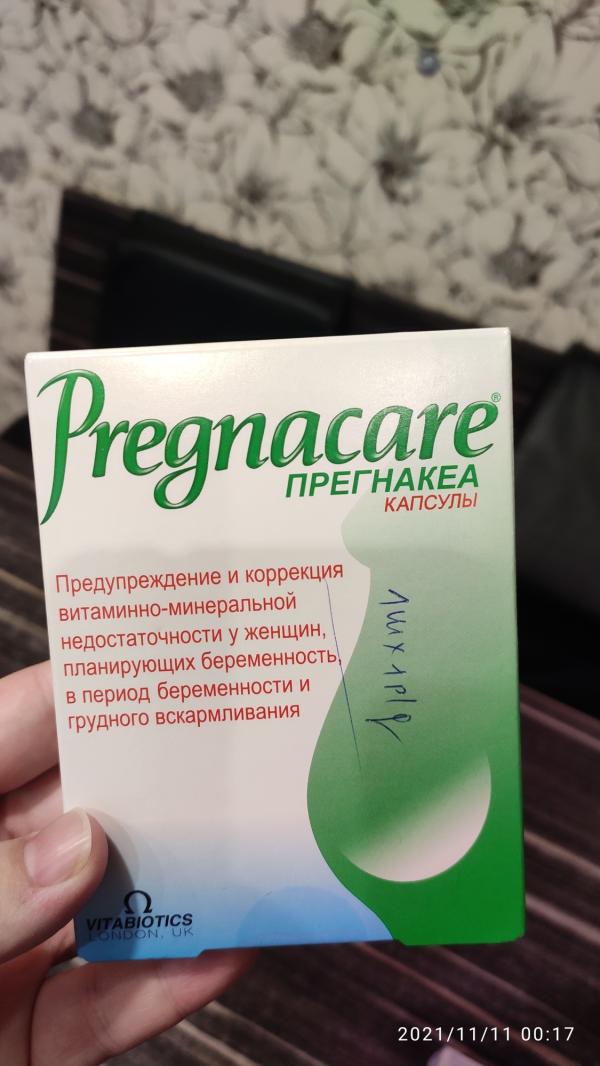 Pregnacare®
ПРЕГНАКЕА
КАПСУЛЫ
Предупреждение и коррекция
витаминно-минеральной
недостаточности у женщин,
планирующих беременность,
в период беременности и
грудного вскармливания
VITABIOTICS
LONDON, UK
2021/11/11 00:17